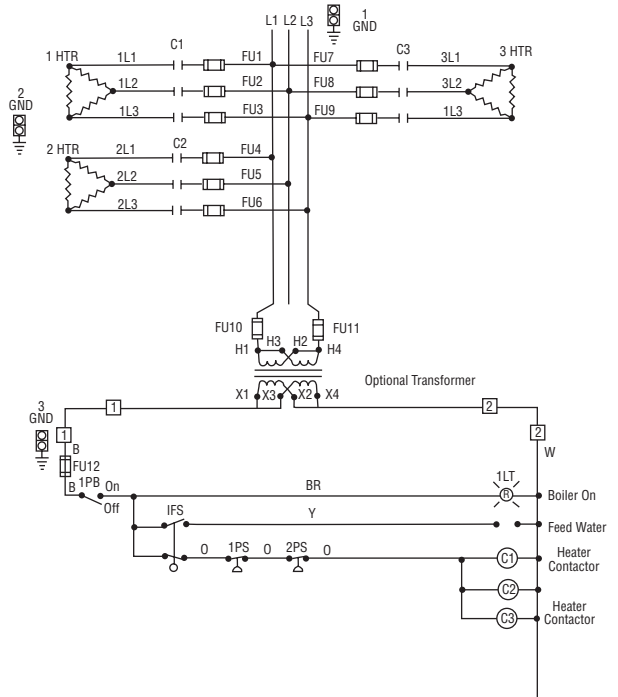 L1 L2 L3
1
GND
1 HTR 1L1 C1 FU1 FU7 C3 3L1 3 HTR
1L2 FU2 FU8 3L2
1L3 FU3 FU9 1L3
2
GND
2 HTR 2L1 C2 FU4
2L2 FU5
2L3 FU6
FU10 FU11
H1 H3 H2 H4
X1 X3 X2 X4
Optional Transformer
1 2
3
GND
1 2
B W
FU12
B 1PB On
Off
BR
1LT
R
Boiler On
IFS
Y
Feed Water
O 1PS O 2PS O
C1
Heater
Contactor
C2
C3
Heater
Contactor